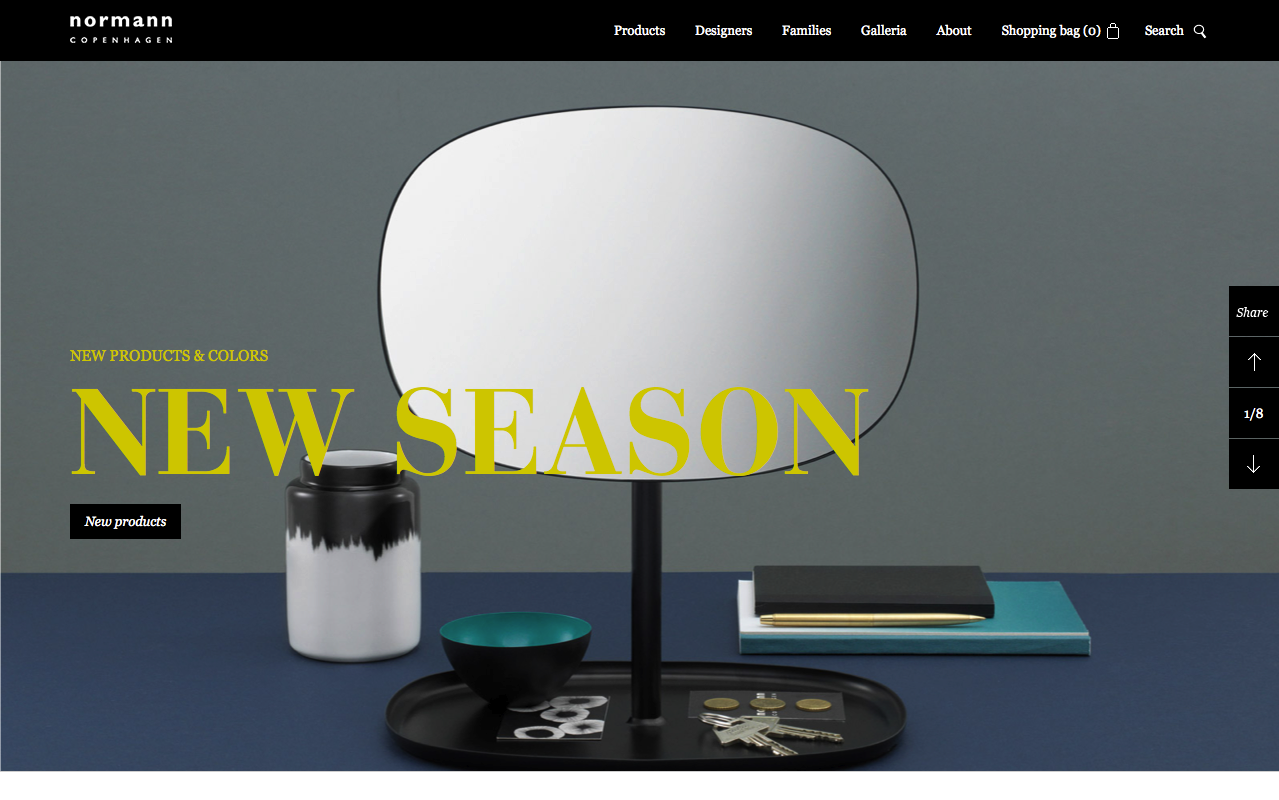 normann
COPENHAGEN
Products
Designers
Families
Galleria
About
Shopping bag (0)
Search
Share
1/8
NEW PRODUCTS & COLORS
NEW SEASON
New products